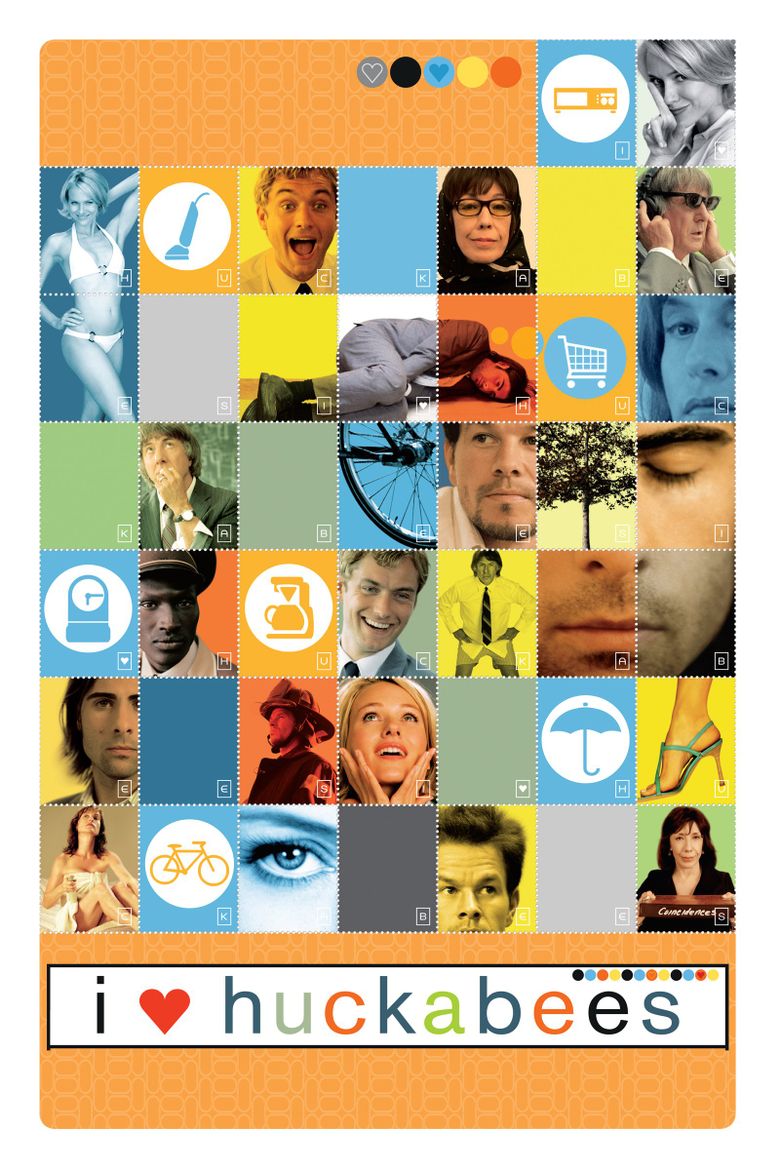 I ♥
H U C K A B E
E S I ♥ H U C
K A B E E S I
♥ H U C K A B
E E S I ♥ H U
C K A B E E S
Coincidences
i ♥ huckabees